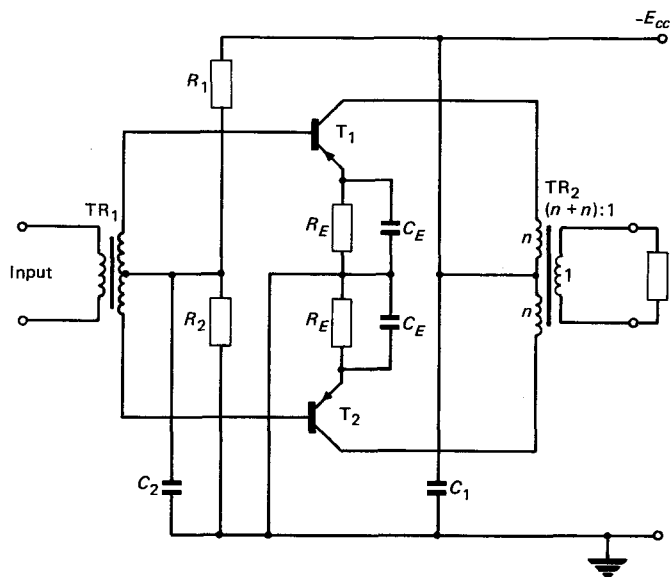 -E_cc
R_1
T_1
TR_1
TR_2
(n + n) : 1
R_E
C_E
n
Input
1
R_2
R_E
C_E
n
T_2
C_2
C_1